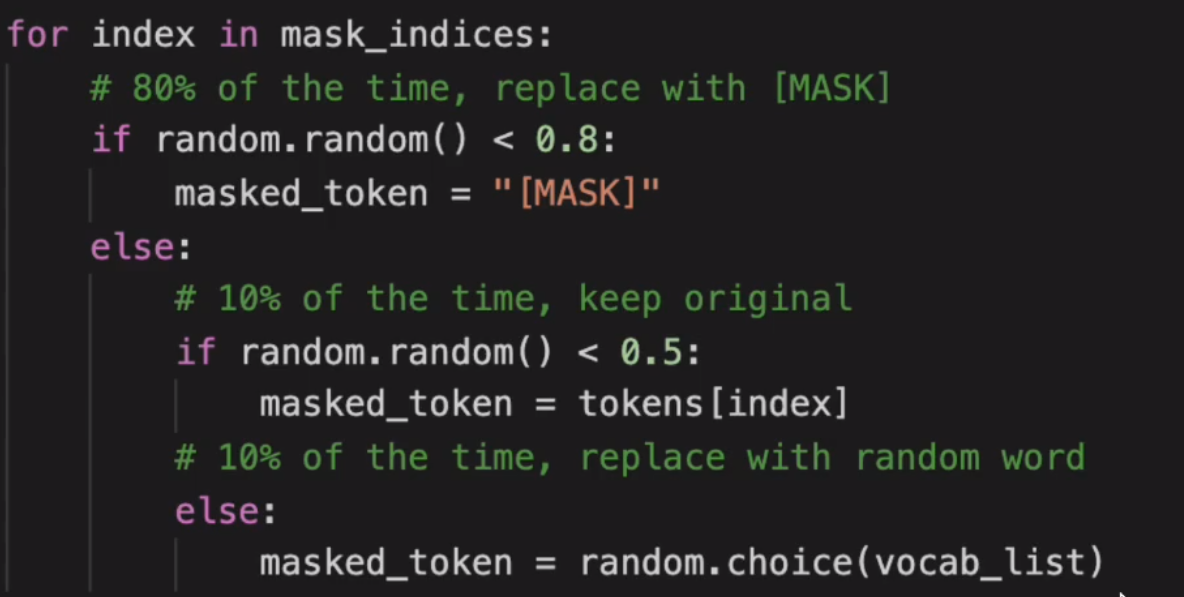 for index in mask_indices:
    # 80% of the time, replace with [MASK]
    if random.random() < 0.8:
        masked_token = "[MASK]"
    else:
        # 10% of the time, keep original
        if random.random() < 0.5:
            masked_token = tokens[index]
        # 10% of the time, replace with random word
        else:
            masked_token = random.choice(vocab_list)